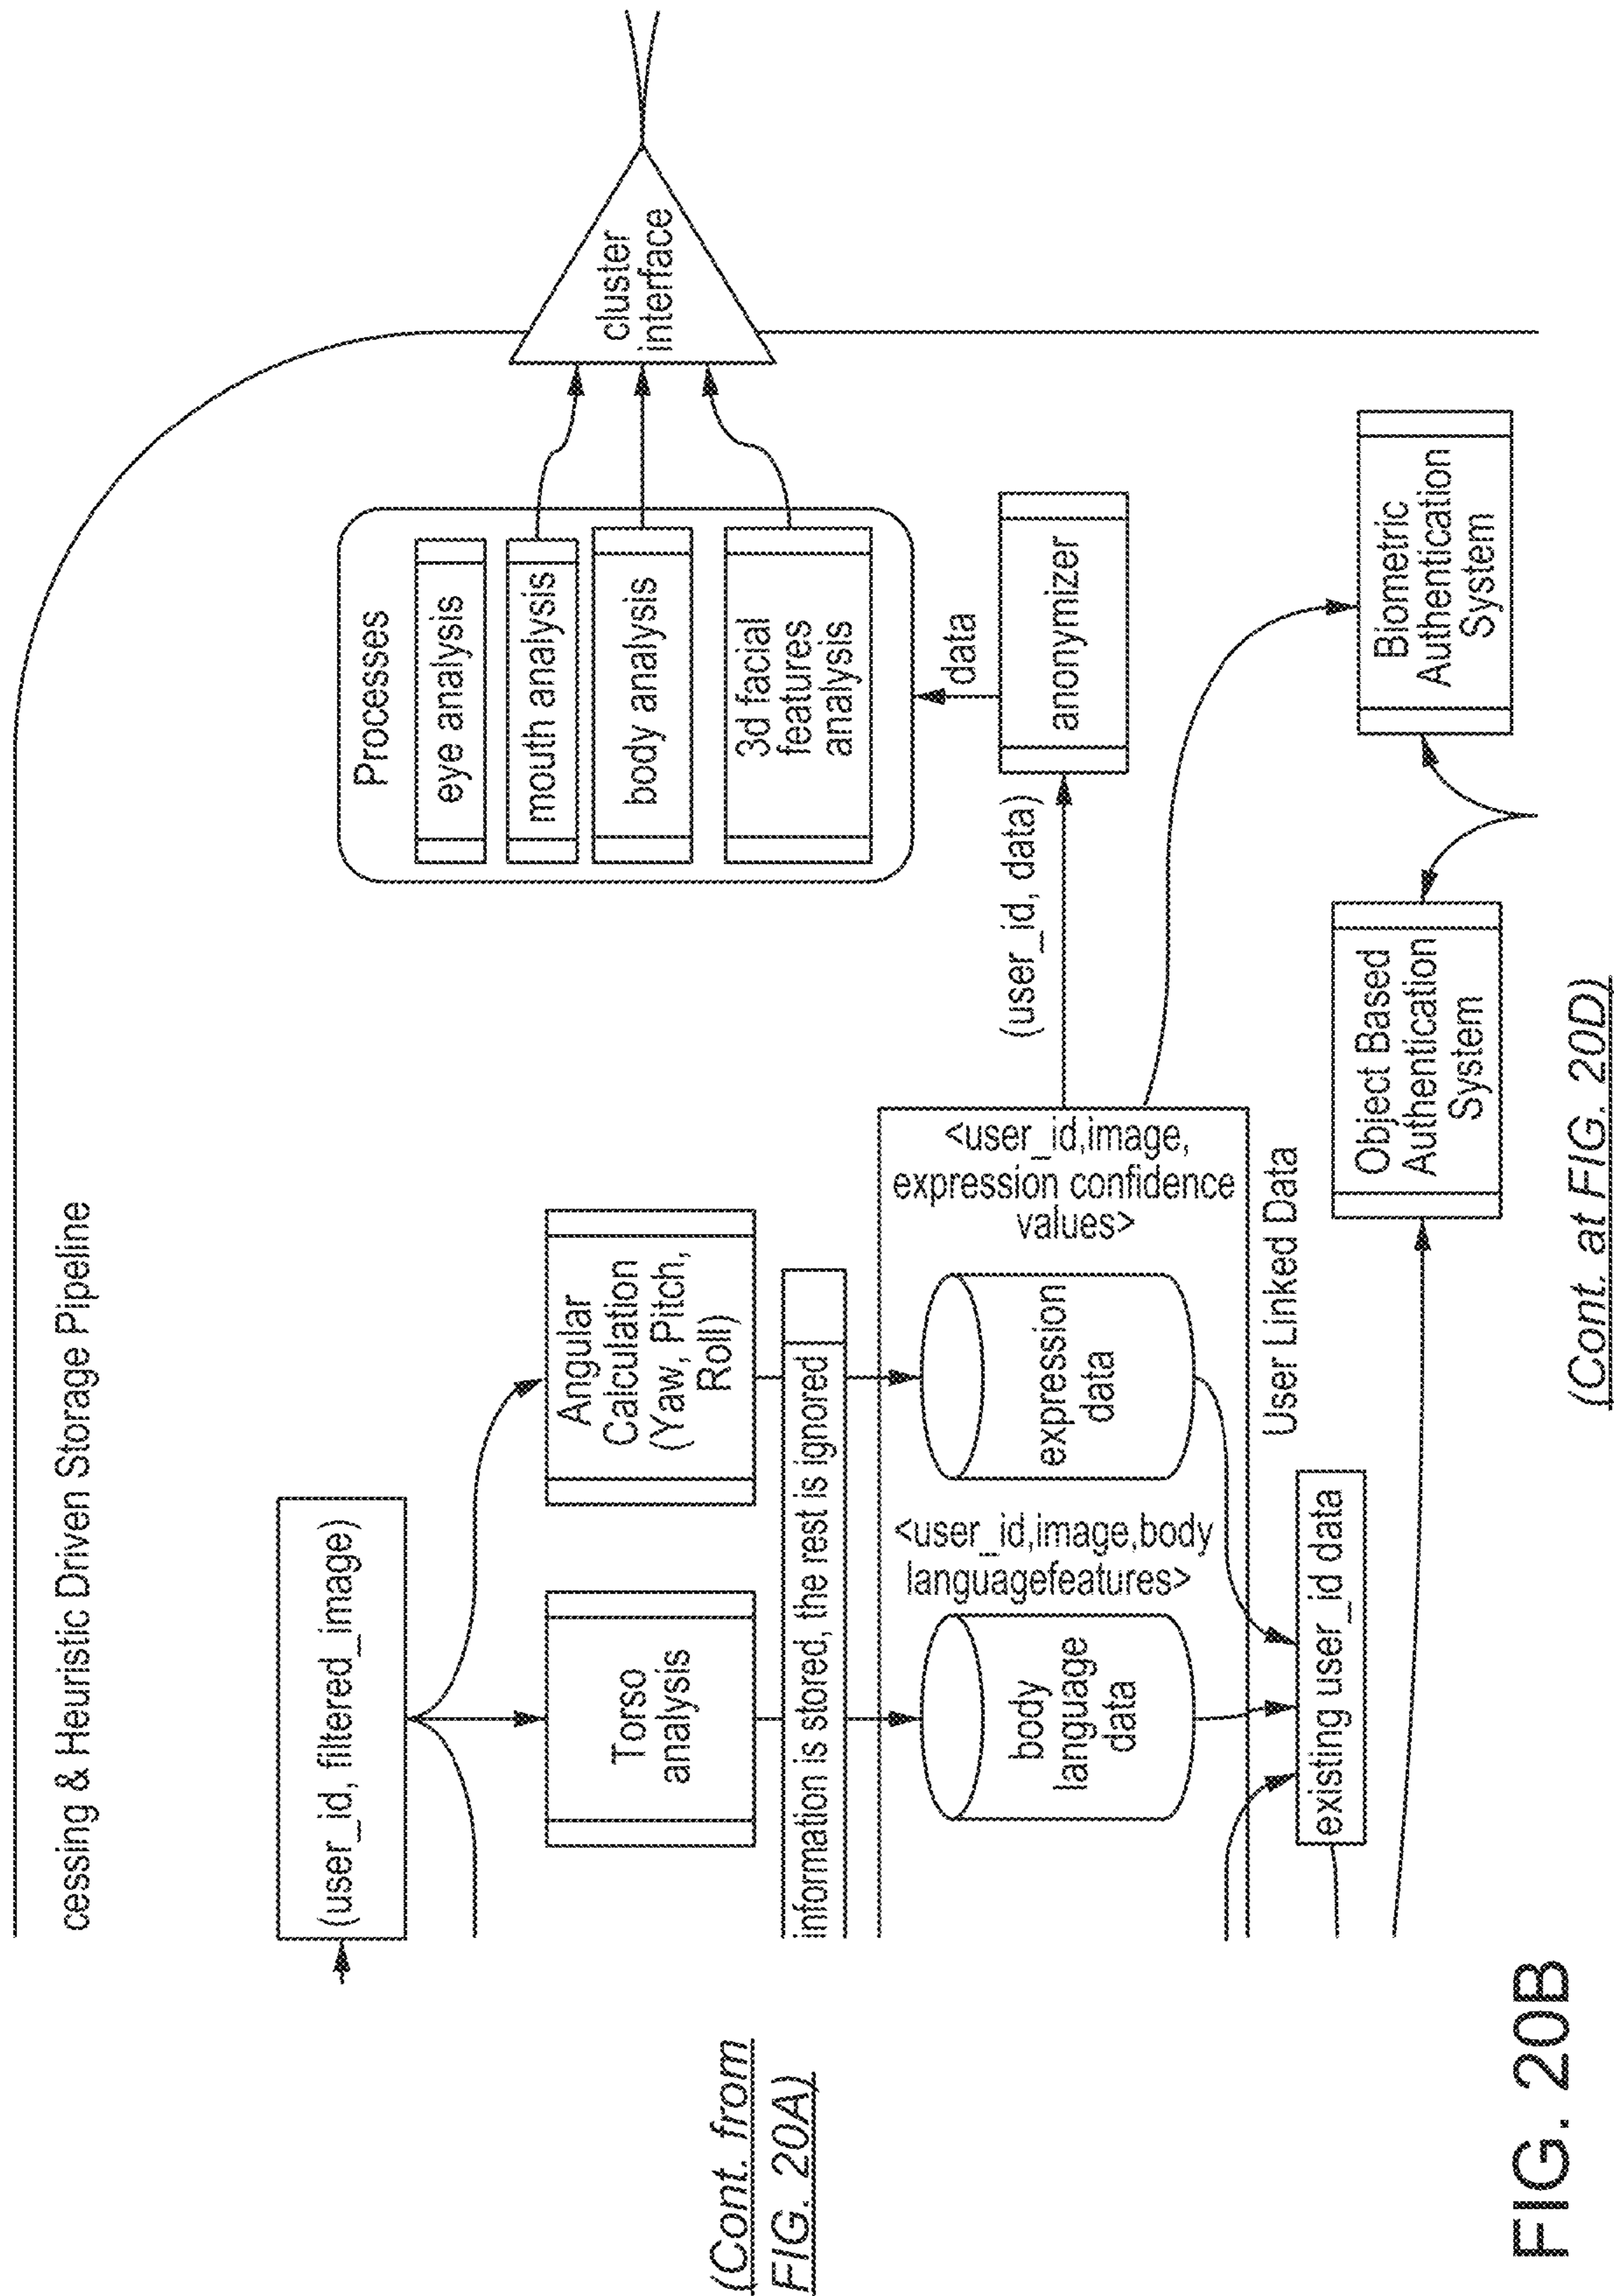 cessing & Heuristic Driven Storage Pipeline
(user_id, filtered_image)
Torso
analysis
Angular
Calculation
(Yaw, Pitch,
Roll)
information is stored, the rest is ignored
<user_id,image,body
languagefeatures>
<user_id,image,
expression confidence
values>
body
language
data
expression
data
User Linked Data
existing user_id data
(user_id, data)
anonymizer
data
Processes
eye analysis
mouth analysis
body analysis
3d facial
features
analysis
cluster
interface
Object Based
Authentication
System
Biometric
Authentication
System
(Cont. from
FIG. 20A)
(Cont. at FIG. 20D)
FIG. 20B